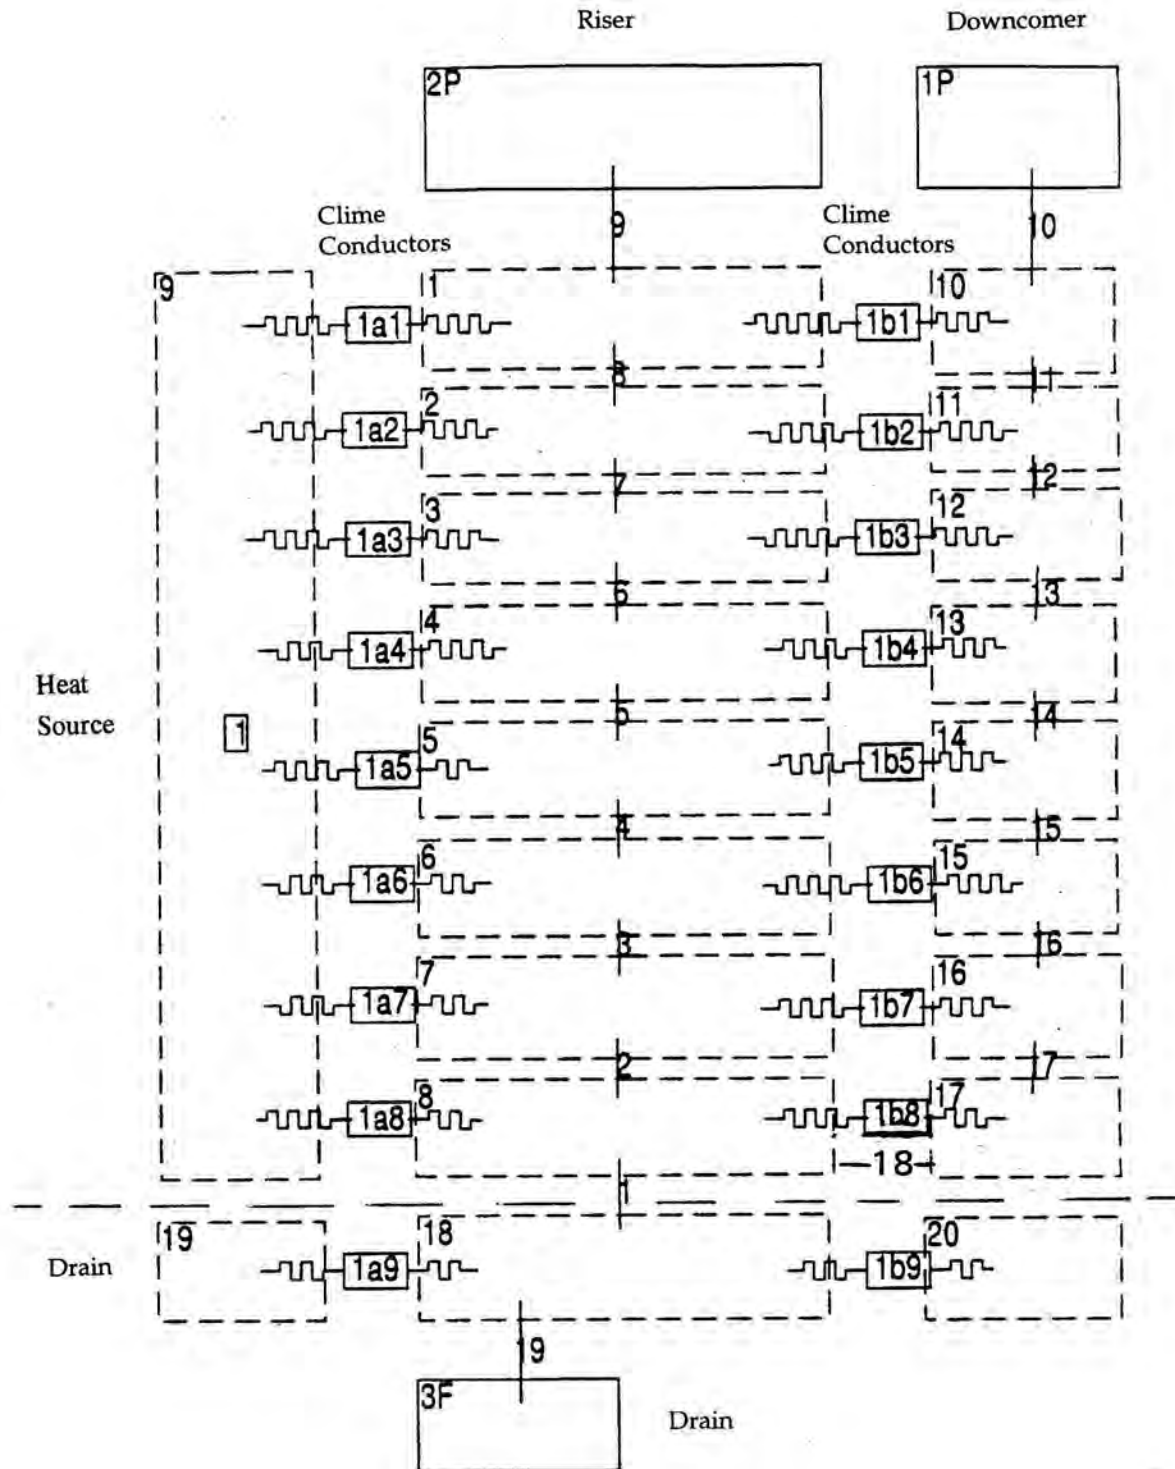 Riser Downcomer
2P 1P
Clime Clime
Conductors 9 Conductors 10
9 1 10
1a1 1b1
8 11
2 11
1a2 1b2
7 12
3 12
1a3 1b3
6 13
4 13
1a4 1b4
Heat
Source
5 14
1
5 14
1a5 1b5
4 15
6 15
1a6 1b6
3 16
7 16
1a7 1b7
2 17
8 17
1a8 1b8
18
1
19 18 20
Drain 1a9 1b9
19
3F
Drain